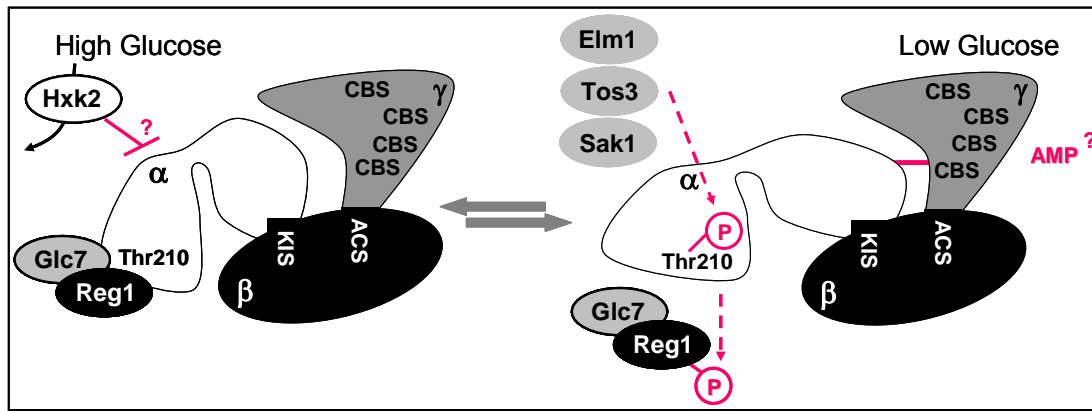 High Glucose
Hxk2
?
α
CBS
γ
CBS
CBS
CBS
Glc7
Thr210
Reg1
KIS
ACS
β
Elm1
Tos3
Sak1
Low Glucose
CBS
γ
CBS
CBS
CBS
AMP ?
α
P
Thr210
KIS
ACS
β
Glc7
Reg1
P